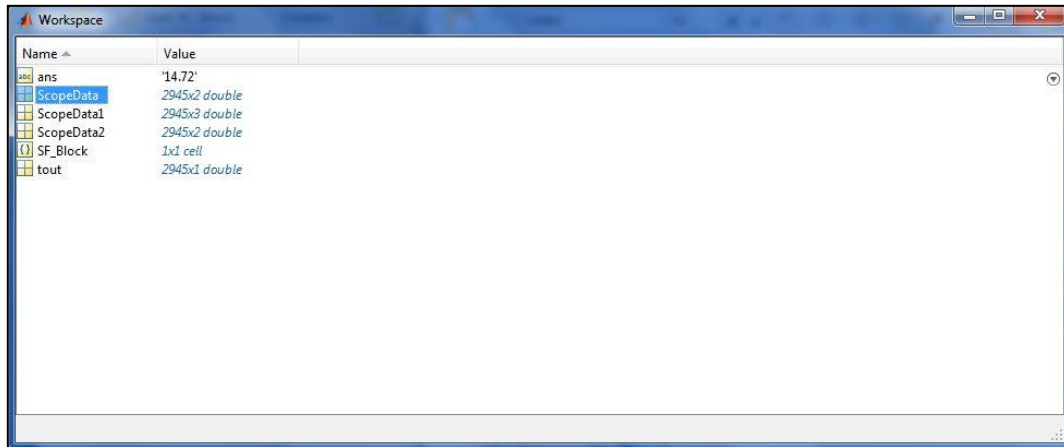 Workspace
Name Value
abc ans '14.72'
ScopeData 2945x2 double
ScopeData1 2945x3 double
ScopeData2 2945x2 double
{} SF_Block 1x1 cell
tout 2945x1 double